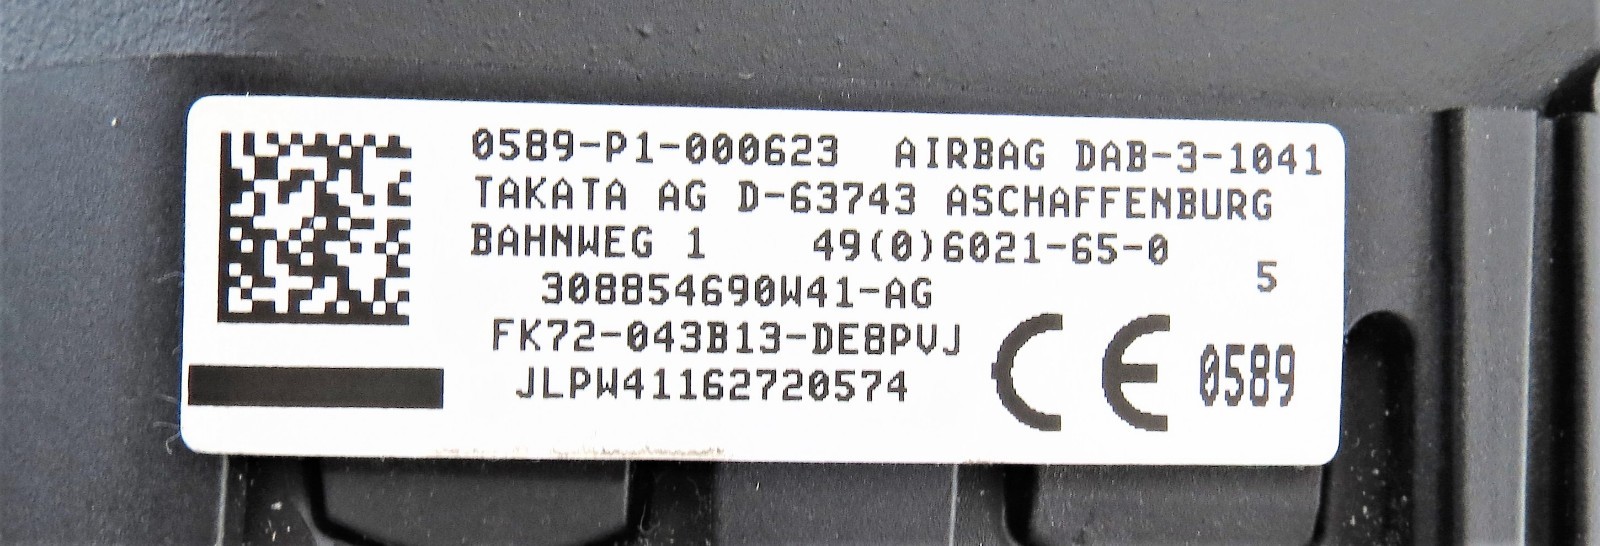 0589-P1-000623 AIRBAG DAB-3-1041
TAKATA AG D-63743 ASCHAFFENBURG
BAHNWEG 1 49(0)6021-65-0
5
308854690W41-AG
FK72-043B13-DE8PVJ
JLPW41162720574
CE 0589